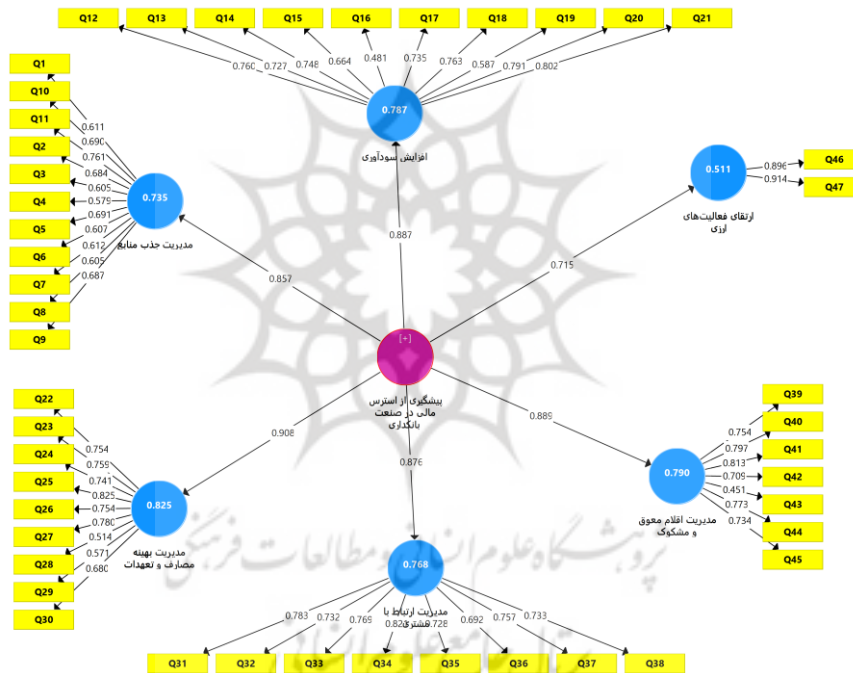 Q12 Q13 Q14 Q15 Q16 Q17 Q18 Q19 Q20 Q21
0.760 0.727 0.748 0.664 0.481 0.735 0.763 0.587 0.791 0.802
0.787
افزایش سودآوری
Q1
Q10
Q11
Q2
Q3
Q4
Q5
Q6
Q7
Q8
Q9
0.611
0.690
0.761
0.684
0.605
0.579
0.691
0.607
0.612
0.605
0.687
0.735
مدیریت جذب منابع
0.511
ارتقای فعالیت‌های
ارزی
0.896
0.914
Q46
Q47
0.887
0.857
0.715
[+]
پیشگیری از استرس
مالی در صنعت
بانکداری
0.908
0.876
0.889
Q22
Q23
Q24
Q25
Q26
Q27
Q28
Q29
Q30
0.754
0.759
0.741
0.825
0.754
0.780
0.514
0.571
0.680
0.825
مدیریت بهینه
مصارف و تعهدات
0.790
مدیریت اقلام معوق
و مشکوک
0.754
0.797
0.813
0.709
0.451
0.773
0.734
Q39
Q40
Q41
Q42
Q43
Q44
Q45
0.768
مدیریت ارتباط با
مشتری
0.783 0.732 0.769 0.728 0.692 0.757 0.733
Q31 Q32 Q33 Q34 Q35 Q36 Q37 Q38
پژوهشگاه علوم انسانی و مطالعات فرهنگی
پرتال جامع علوم انسانی